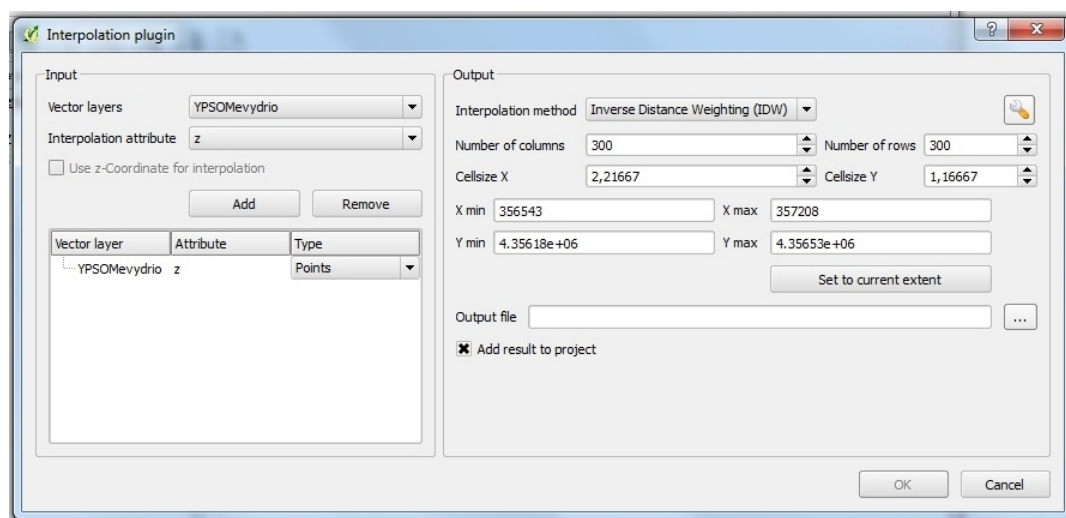 Interpolation plugin
Input
Vector layers YPSOMevydrio
Interpolation attribute z
Use z-Coordinate for interpolation
Add Remove
Vector layer Attribute Type
YPSOMevydrio z Points
Output
Interpolation method Inverse Distance Weighting (IDW)
Number of columns 300 Number of rows 300
Cellsize X 2,21667 Cellsize Y 1,16667
X min 356543 X max 357208
Y min 4.35618e+06 Y max 4.35653e+06
Set to current extent
Output file ...
Add result to project
OK Cancel